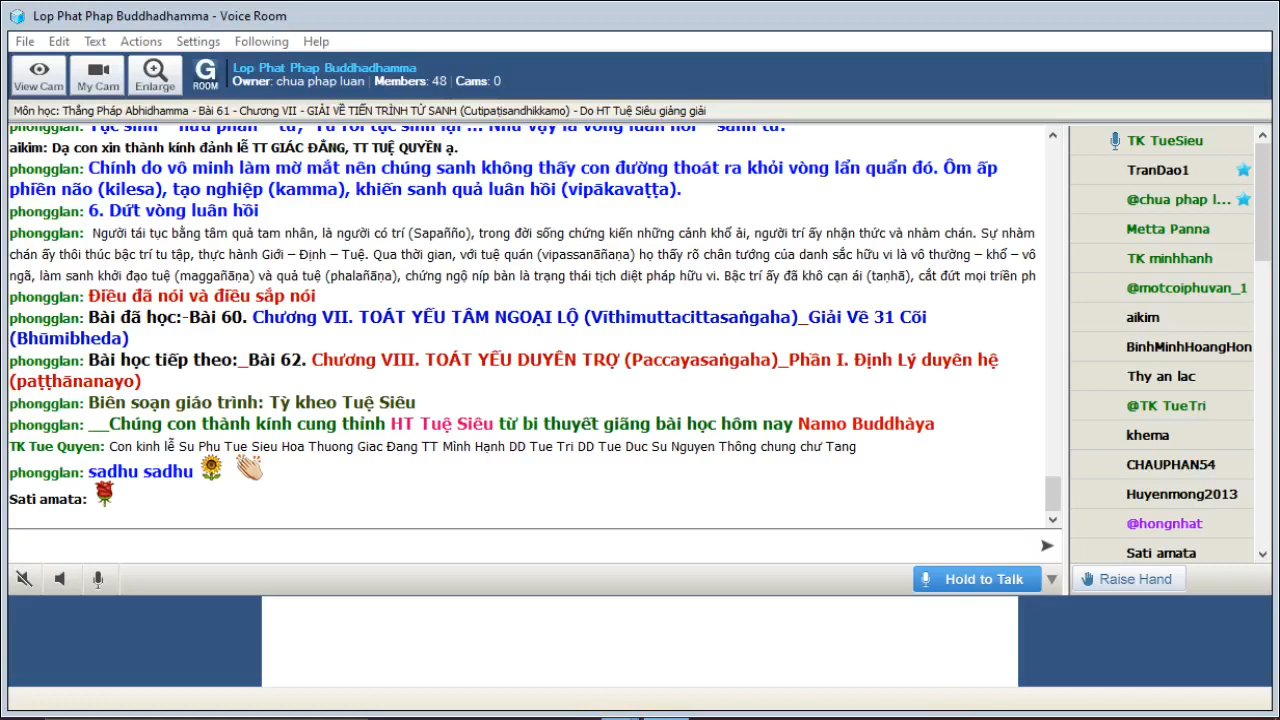 Lop Phat Phap Buddhadhamma - Voice Room
File Edit Text Actions Settings Following Help
View Cam My Cam Enlarge G ROOM
Lop Phat Phap Buddhadhamma
Owner: chua phap luan | Members: 48 | Cams: 0
Môn học: Thắng Pháp Abhidhamma - Bài 61 - Chương VII - GIẢI VỀ TIẾN TRÌNH TỬ SANH (Cutipaṭisandhikkamo) - Do HT Tuệ Siêu giảng giải
aikim: Dạ con xin thành kính đảnh lễ TT GIÁC ĐẲNG, TT TUỆ QUYỀN ạ.
phongglan: Chính do vô minh làm mờ mắt nên chúng sanh không thấy con đường thoát ra khỏi vòng lẩn quẩn đó. Ôm ấp
phiền não (kilesa), tạo nghiệp (kamma), khiến sanh quả luân hồi (vipākavaṭṭa).
phongglan: 6. Dứt vòng luân hồi
phongglan: Người tái tục bằng tâm quả tam nhân, là người có trí (Sapañño), trong đời sống chứng kiến những cảnh khổ ải, người trí ấy nhận thức và nhàm chán. Sự nhàm
chán ấy thôi thúc bậc trí tu tập, thực hành Giới – Định – Tuệ. Qua thời gian, với tuệ quán (vipassanāñaṇa) họ thấy rõ chân tướng của danh sắc hữu vi là vô thường – khổ – vô
ngã, làm sanh khởi đạo tuệ (maggañāṇa) và quả tuệ (phalañāṇa), chứng ngộ níp bàn là trạng thái tịch diệt pháp hữu vi. Bậc trí ấy đã khô cạn ái (taṇhā), cắt đứt mọi triền ph
phongglan: Điều đã nói và điều sắp nói
phongglan: Bài đã học:-Bài 60. Chương VII. TOÁT YẾU TÂM NGOẠI LỘ (Vīthimuttacittasaṅgaha)_Giải Về 31 Cõi
(Bhūmibheda)
phongglan: Bài học tiếp theo:_Bài 62. Chương VIII. TOÁT YẾU DUYÊN TRỢ (Paccayasaṅgaha)_Phần I. Định Lý duyên hệ
(paṭṭhānanayo)
phongglan: Biên soạn giáo trình: Tỳ kheo Tuệ Siêu
phongglan: __Chúng con thành kính cung thỉnh HT Tuệ Siêu từ bi thuyết giãng bài học hôm nay Namo Buddhàya
TK Tue Quyen: Con kinh lễ Su Phu Tue Sieu Hoa Thuong Giac Đang TT Mình Hạnh DD Tue Tri DD Tue Duc Su Nguyen Thông chung chư Tang
phongglan: sadhu sadhu
Sati amata:
Hold to Talk
TK TueSieu
TranDao1
@chua phap l...
Metta Panna
TK minhhanh
@motcoiphuvan_1
aikim
BinhMinhHoangHon
Thy an lac
@TK TueTri
khema
CHAUPHAN54
Huyenmong2013
@hongnhat
Sati amata
Raise Hand